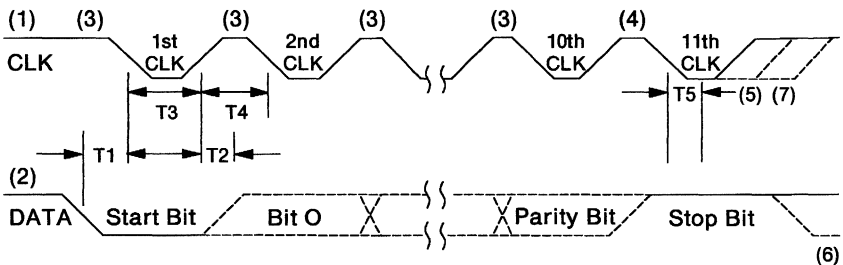 (1) (3) (3) (3) (3) (4)
1st 2nd 10th 11th
CLK CLK CLK CLK CLK
T3 T4 T5 (5) (7)
T1 T2
(2)
DATA Start Bit Bit O Parity Bit Stop Bit
(6)